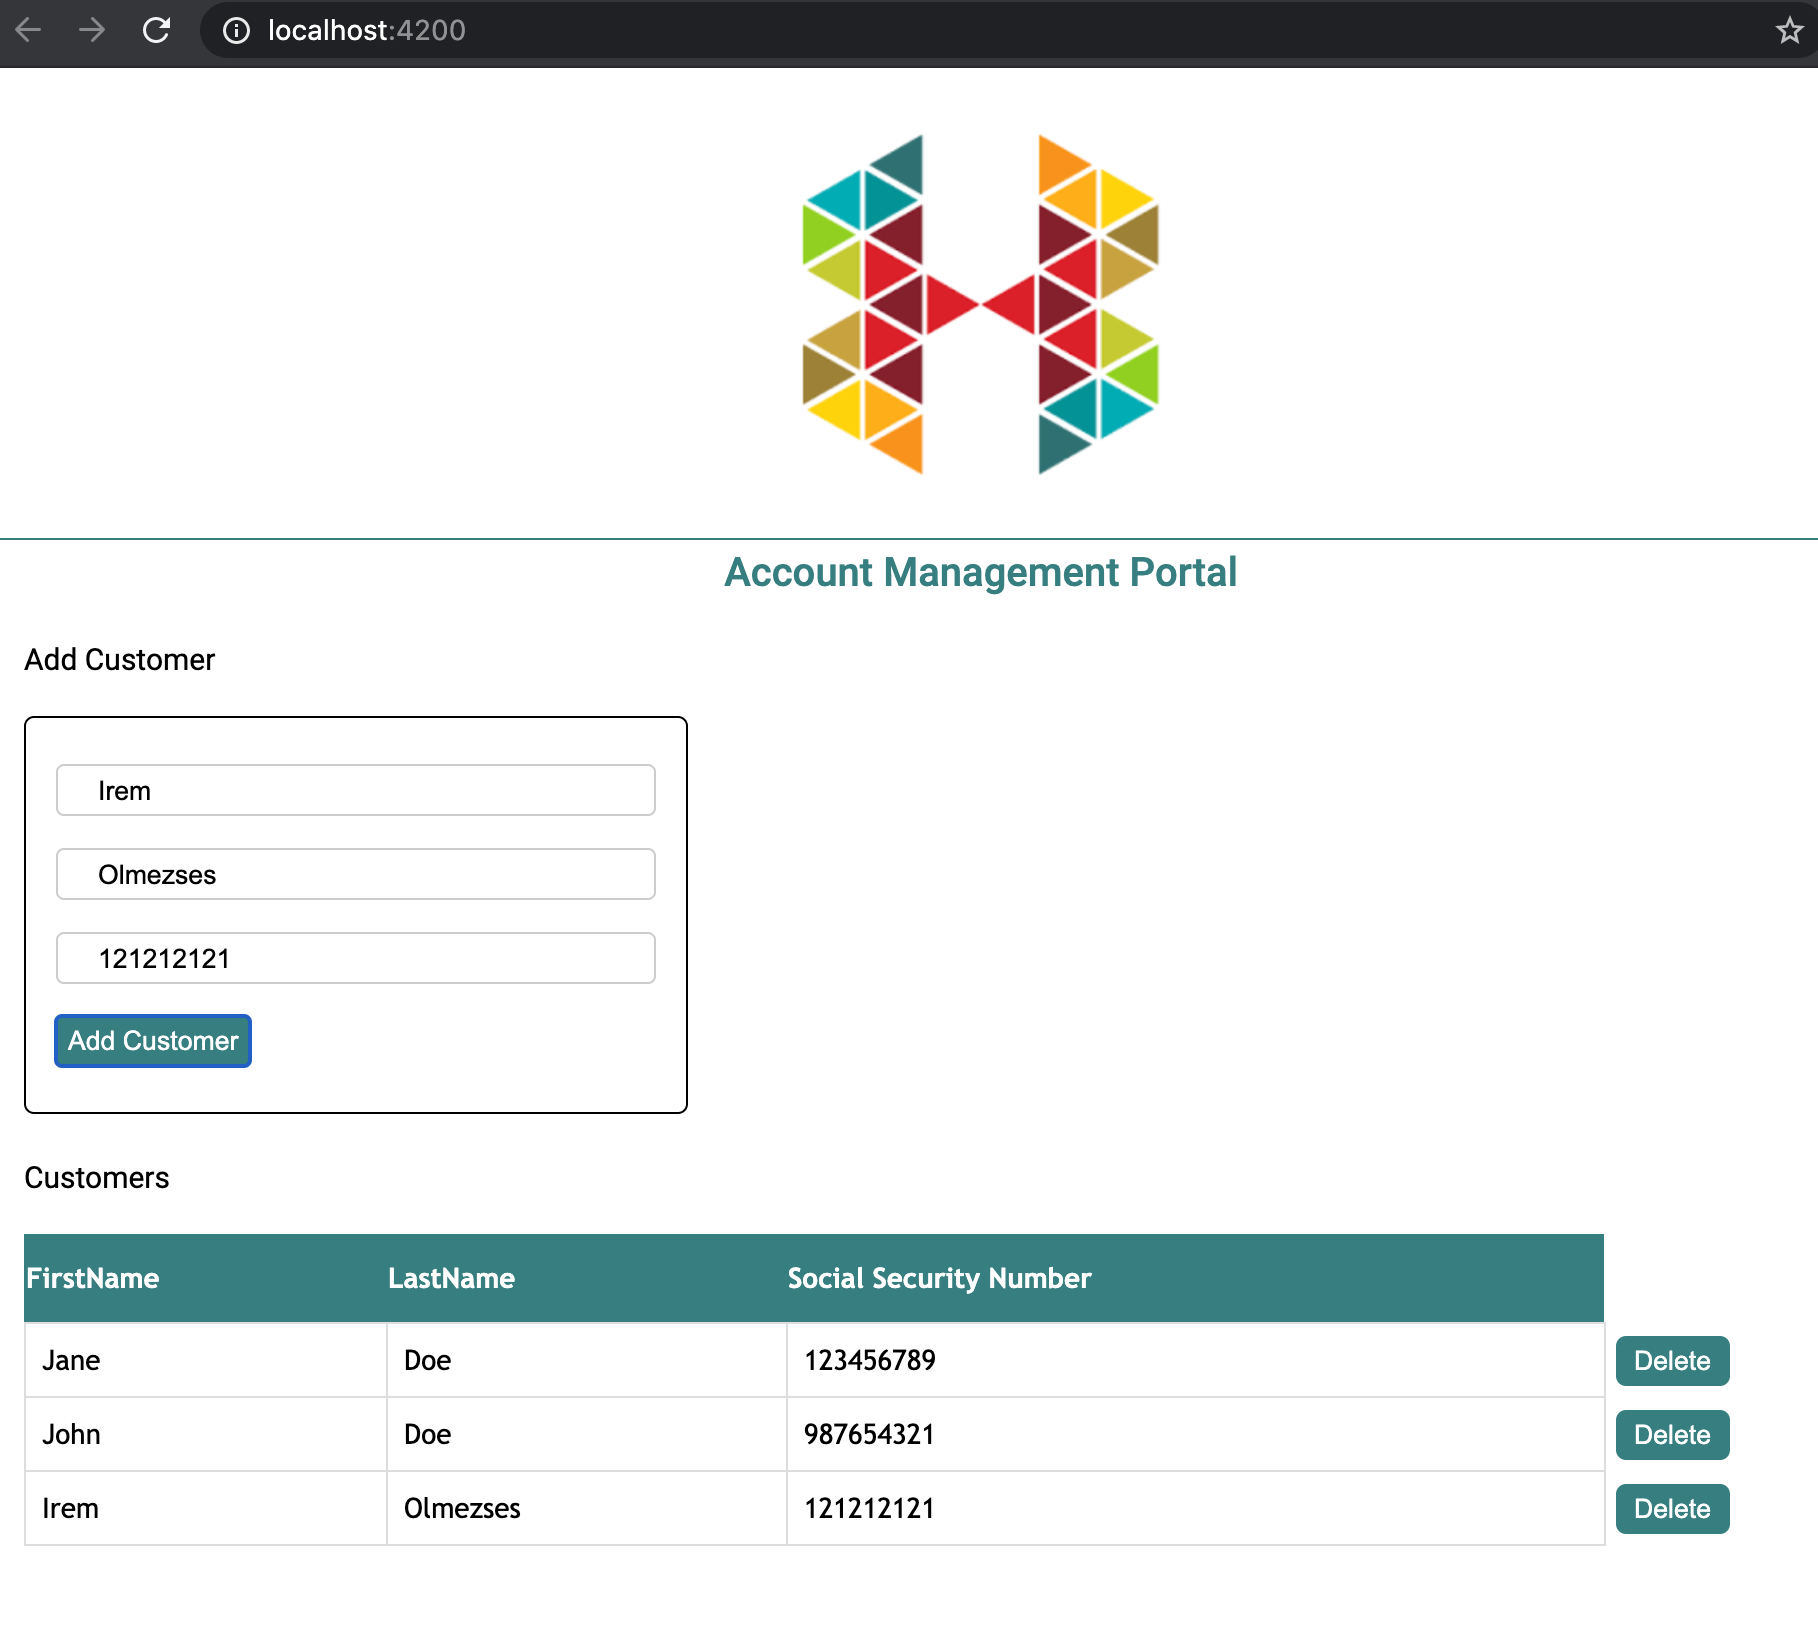 localhost:4200
Account Management Portal
Add Customer
Irem
Olmezses
121212121
Add Customer
Customers
FirstName LastName Social Security Number
Jane Doe 123456789 Delete
John Doe 987654321 Delete
Irem Olmezses 121212121 Delete